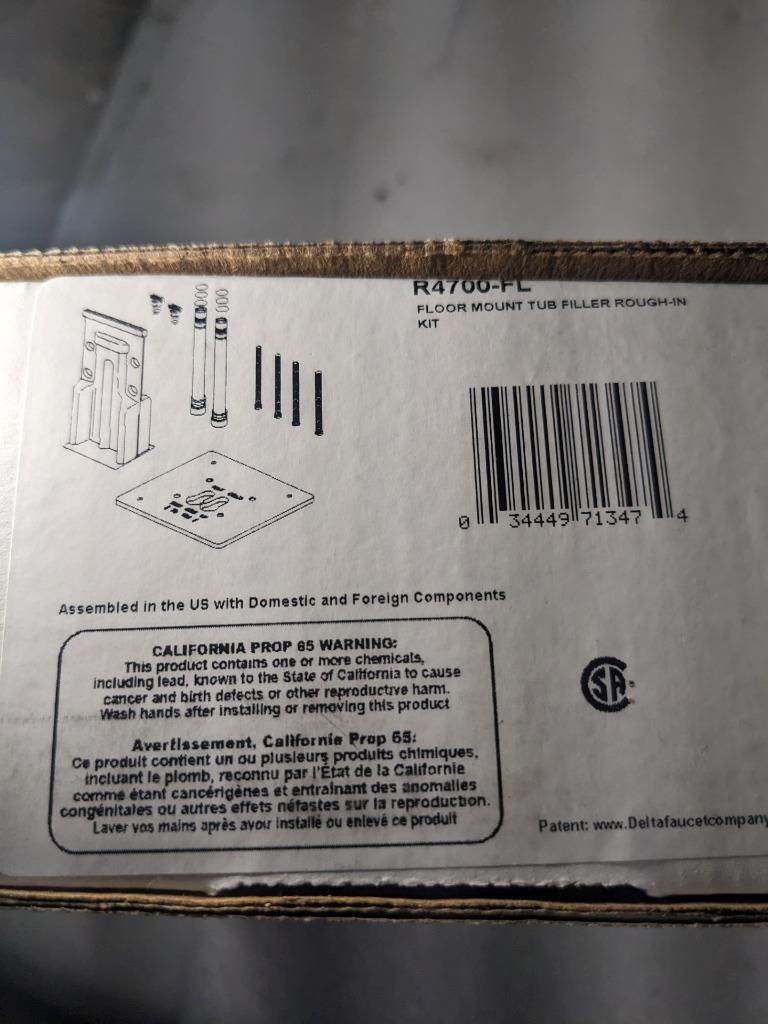 R4700-FL
FLOOR MOUNT TUB FILLER ROUGH-IN
KIT
0 34449 71347 4
Assembled in the US with Domestic and Foreign Components
CALIFORNIA PROP 65 WARNING:
This product contains one or more chemicals,
including lead, known to the State of California to cause
cancer and birth defects or other reproductive harm.
Wash hands after installing or removing this product
Avertissement, Californie Prop 65:
Ce produit contient un ou plusieurs produits chimiques,
incluant le plomb, reconnu par l'État de la Californie
comme étant cancérigènes et entraînant des anomalies
congénitales ou autres effets néfastes sur la reproduction.
Laver vos mains après avoir installé ou enlevé ce produit
SA
Patent: www.Deltafaucetcompany